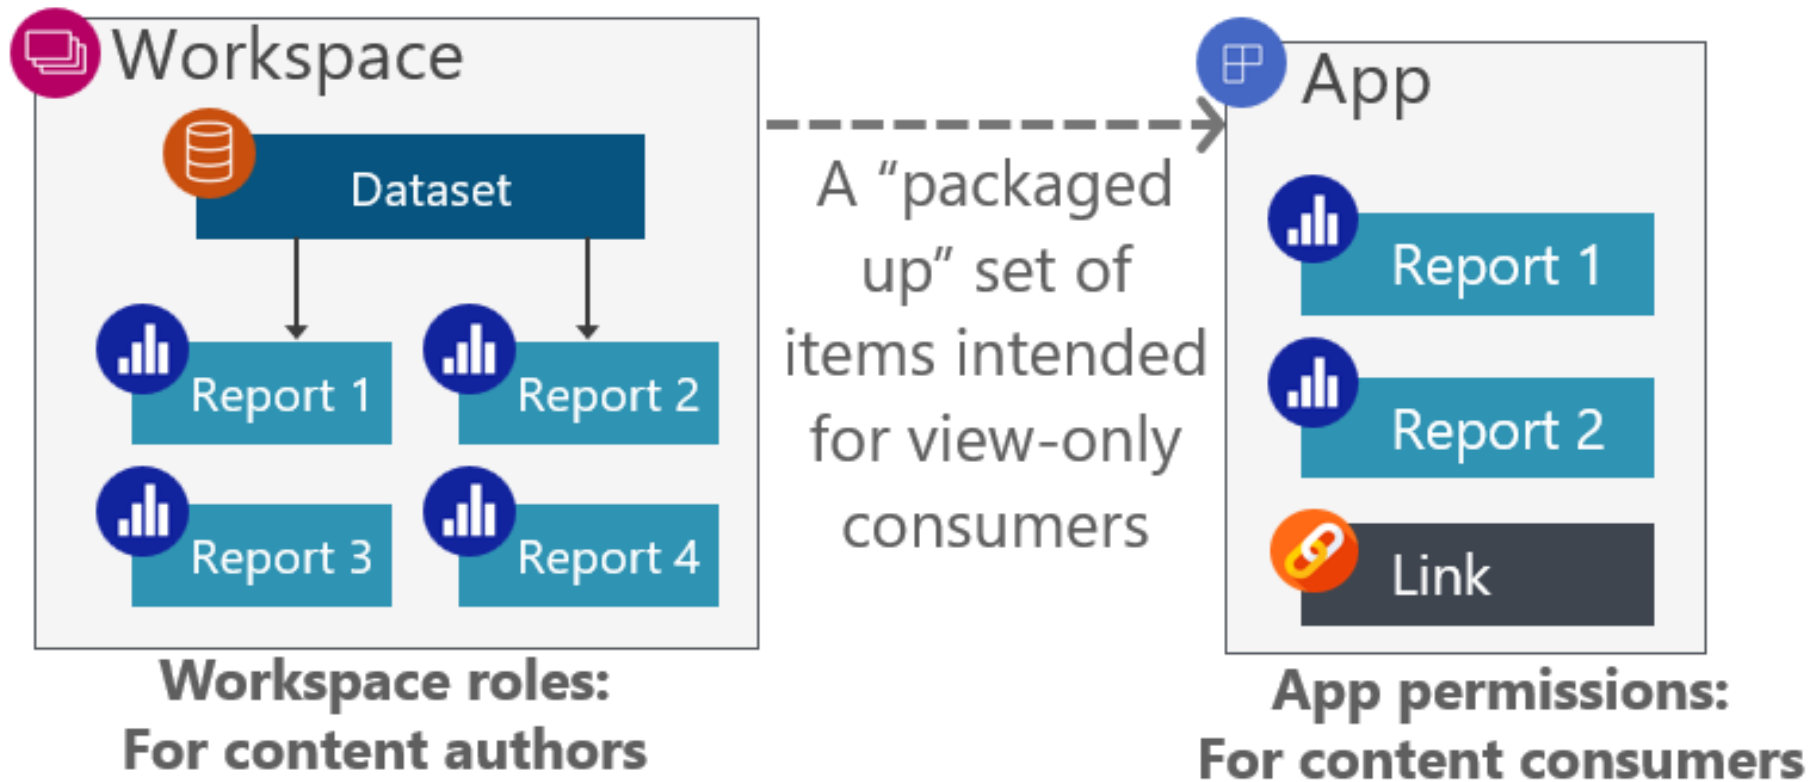 Workspace
Dataset
Report 1
Report 2
Report 3
Report 4
Workspace roles:
For content authors
A “packaged
up” set of
items intended
for view-only
consumers
App
Report 1
Report 2
Link
App permissions:
For content consumers